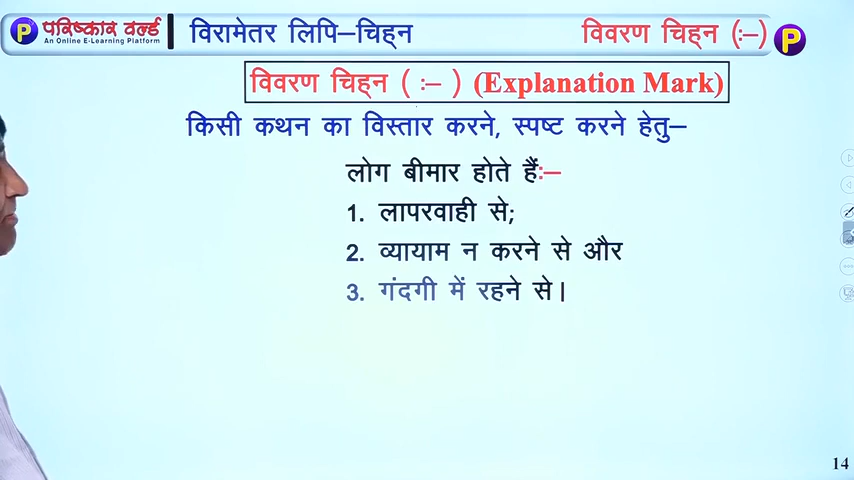 परिष्कार वर्ल्ड
An Online E-Learning Platform
विरामेतर लिपि–चिह्न
विवरण चिह्न (:–)
विवरण चिह्न ( :– ) (Explanation Mark)
किसी कथन का विस्तार करने, स्पष्ट करने हेतु–
लोग बीमार होते हैं:–
1. लापरवाही से;
2. व्यायाम न करने से और
3. गंदगी में रहने से।
14